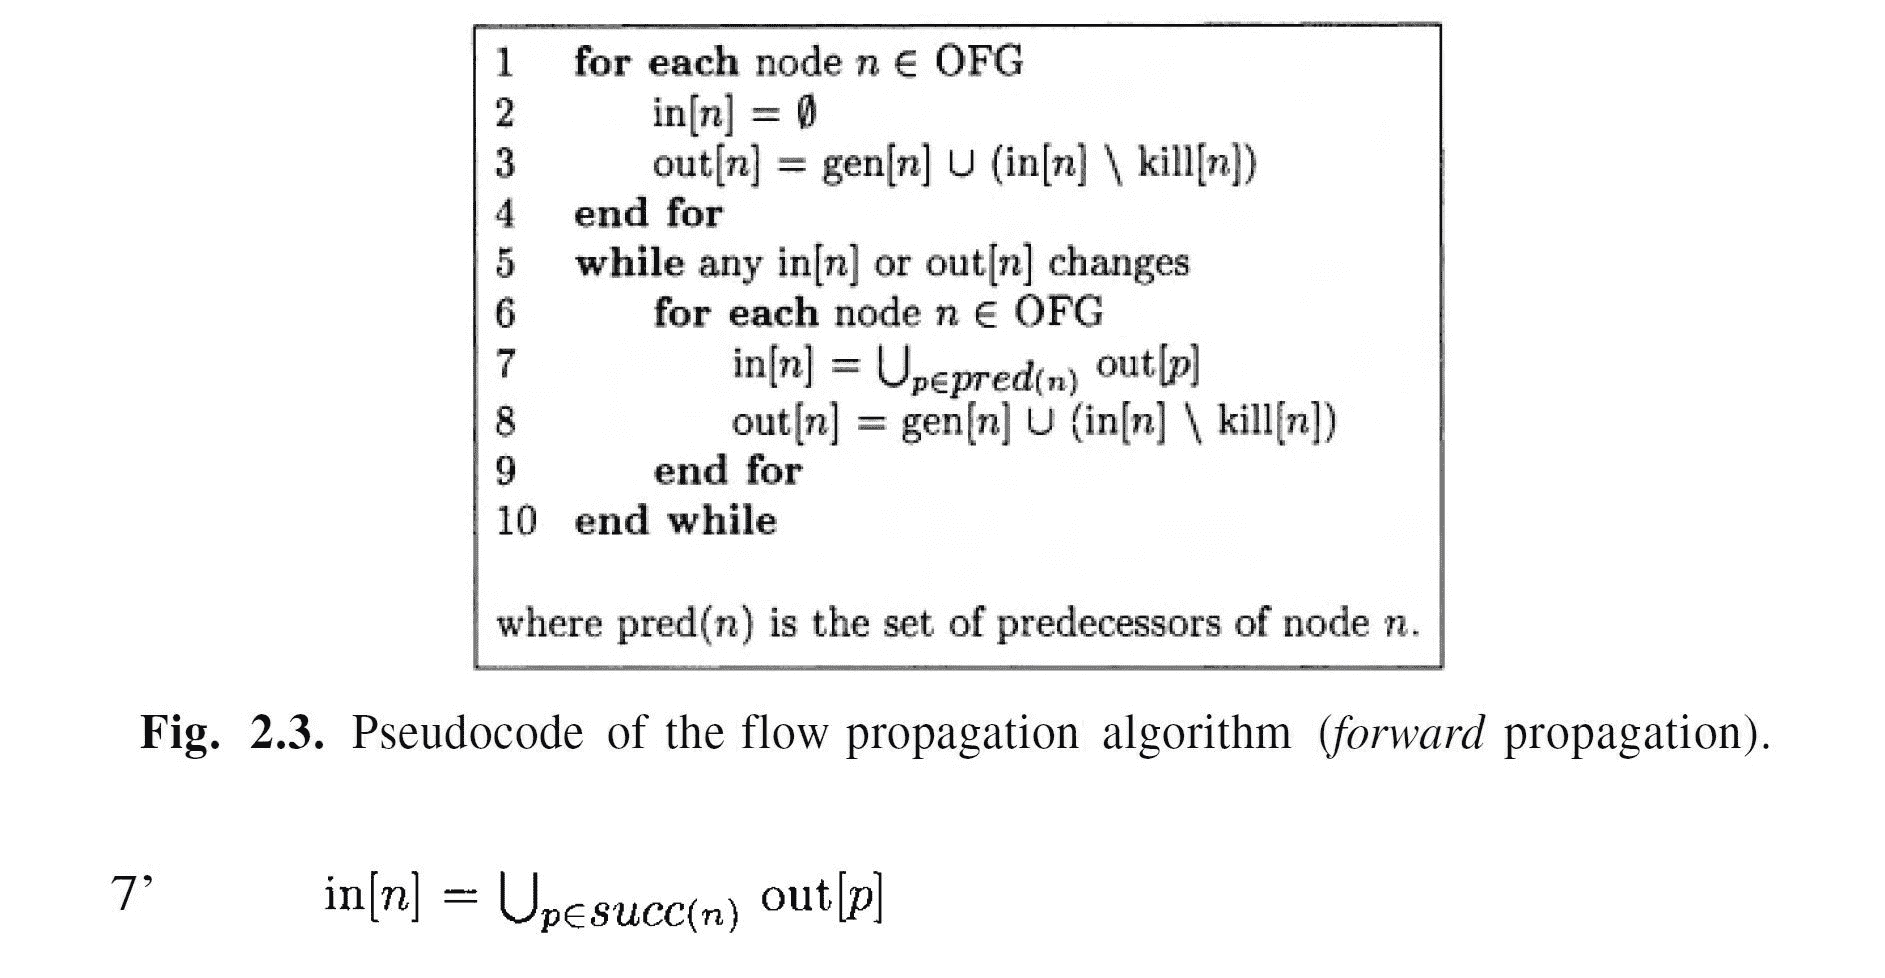 1 for each node n ∈ OFG
2 in[n] = ∅
3 out[n] = gen[n] ∪ (in[n] \ kill[n])
4 end for
5 while any in[n] or out[n] changes
6 for each node n ∈ OFG
7 in[n] = ⋃p∈pred(n) out[p]
8 out[n] = gen[n] ∪ (in[n] \ kill[n])
9 end for
10 end while
where pred(n) is the set of predecessors of node n.
Fig. 2.3. Pseudocode of the flow propagation algorithm (forward propagation).
7’ in[n] = ⋃p∈succ(n) out[p]